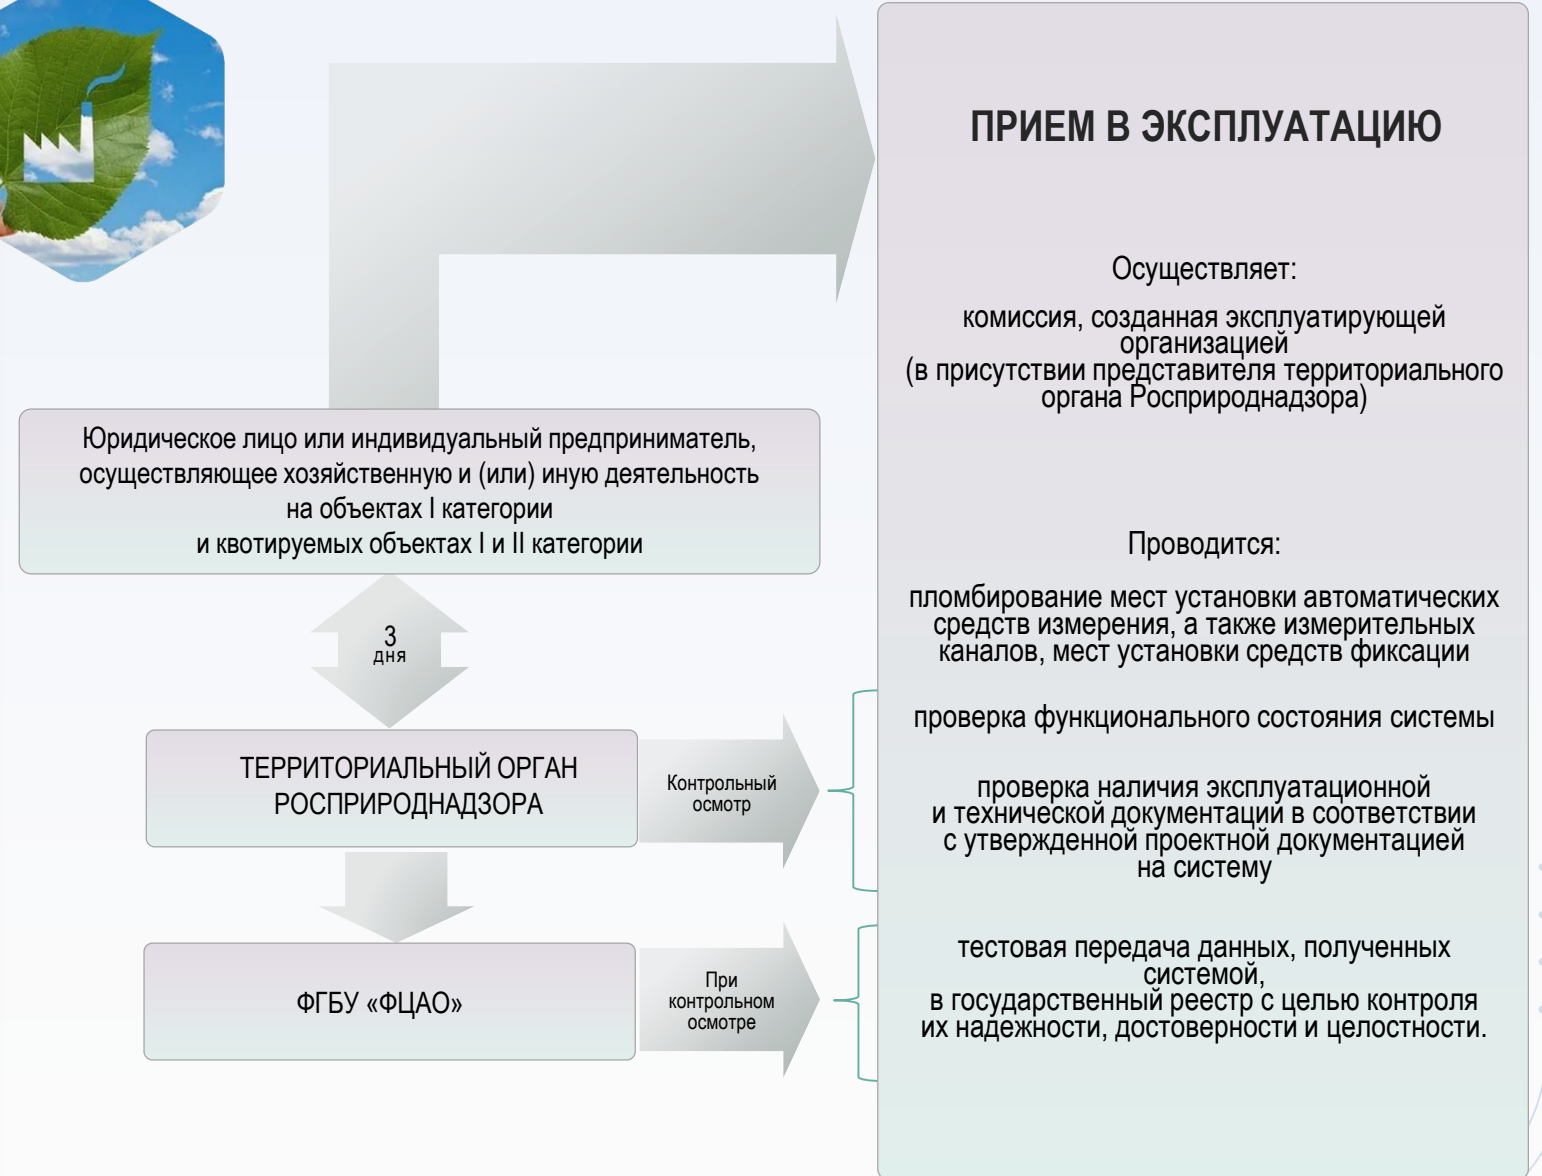 ПРИЕМ В ЭКСПЛУАТАЦИЮ
Осуществляет:
комиссия, созданная эксплуатирующей
организацией
(в присутствии представителя территориального
органа Росприроднадзора)
Юридическое лицо или индивидуальный предприниматель,
осуществляющее хозяйственную и (или) иную деятельность
на объектах I категории
и квотируемых объектах I и II категории
3
дня
ТЕРРИТОРИАЛЬНЫЙ ОРГАН
РОСПРИРОДНАДЗОРА
Контрольный
осмотр
ФГБУ «ФЦАО»
При
контрольном
осмотре
Проводится:
пломбирование мест установки автоматических
средств измерения, а также измерительных
каналов, мест установки средств фиксации
проверка функционального состояния системы
проверка наличия эксплуатационной
и технической документации в соответствии
с утвержденной проектной документацией
на систему
тестовая передача данных, полученных
системой,
в государственный реестр с целью контроля
их надежности, достоверности и целостности.